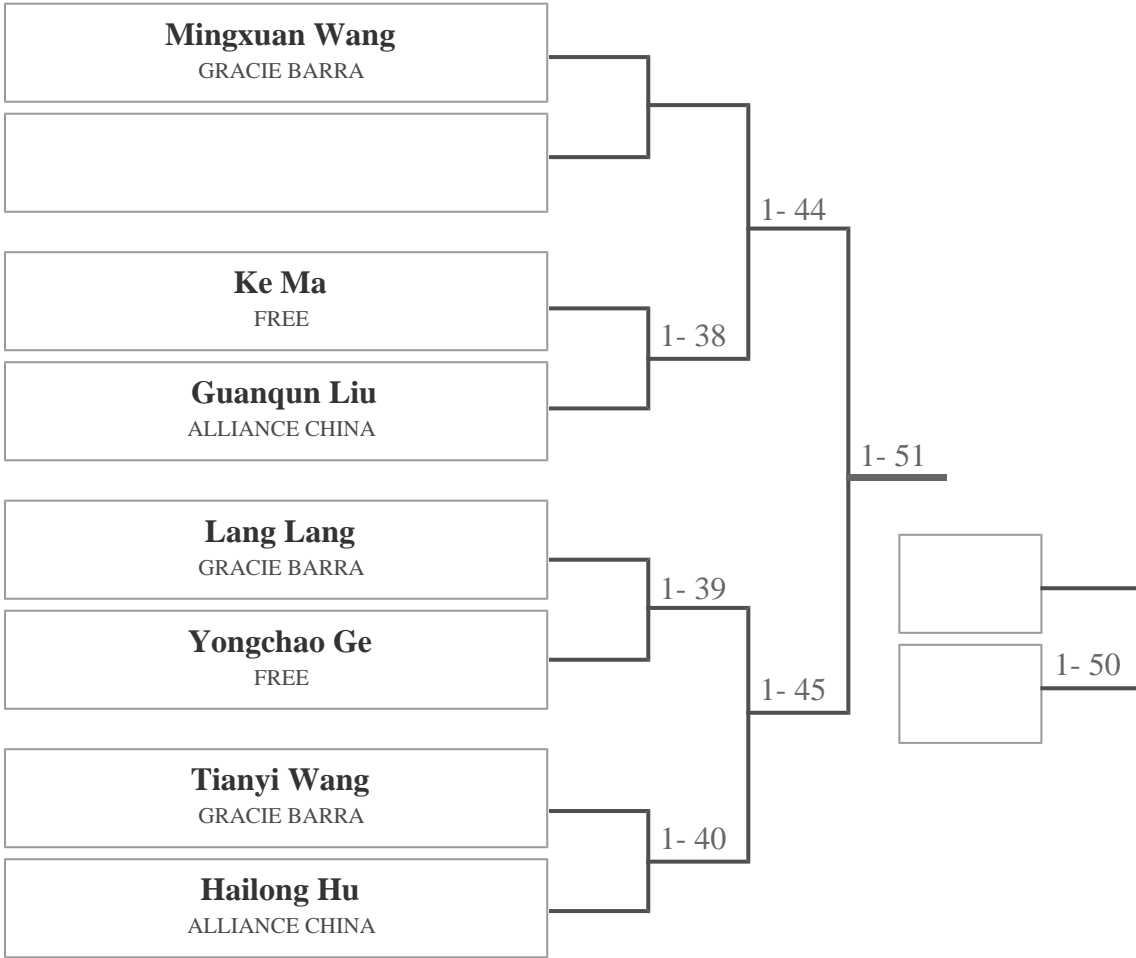 Mingxuan Wang
GRACIE BARRA
1- 44
Ke Ma
FREE
1- 38
Guanqun Liu
ALLIANCE CHINA
1- 51
Lang Lang
GRACIE BARRA
1- 39
Yongchao Ge
FREE
1- 50
1- 45
Tianyi Wang
GRACIE BARRA
1- 40
Hailong Hu
ALLIANCE CHINA